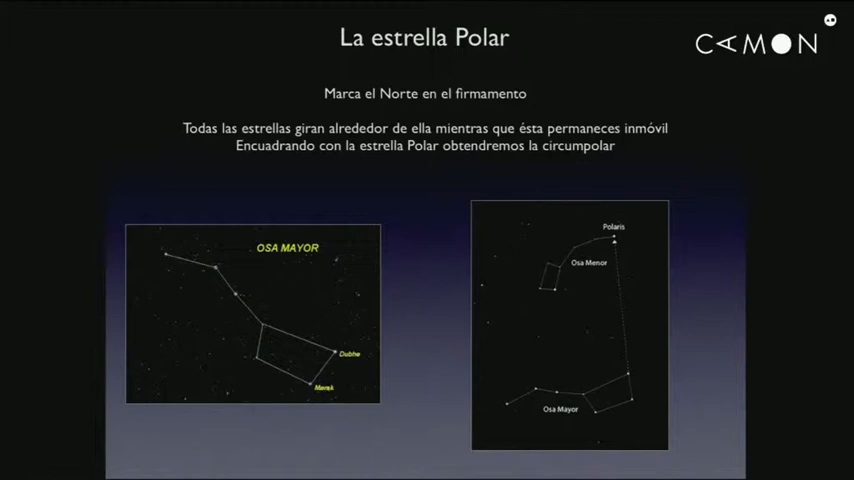 La estrella Polar
CAMON
Marca el Norte en el firmamento
Todas las estrellas giran alrededor de ella mientras que ésta permaneces inmóvil
Encuadrando con la estrella Polar obtendremos la circumpolar
OSA MAYOR
Dubhe
Merak
Polaris
Osa Menor
Osa Mayor